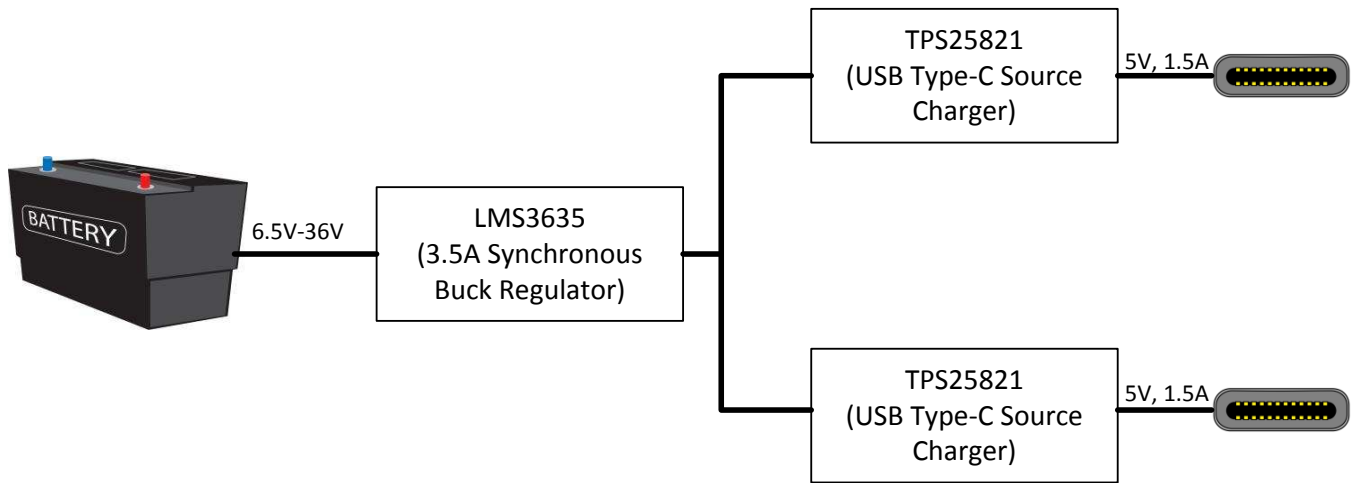 BATTERY
6.5V-36V
LMS3635
(3.5A Synchronous
Buck Regulator)
TPS25821
(USB Type-C Source
Charger)
5V, 1.5A
TPS25821
(USB Type-C Source
Charger)
5V, 1.5A